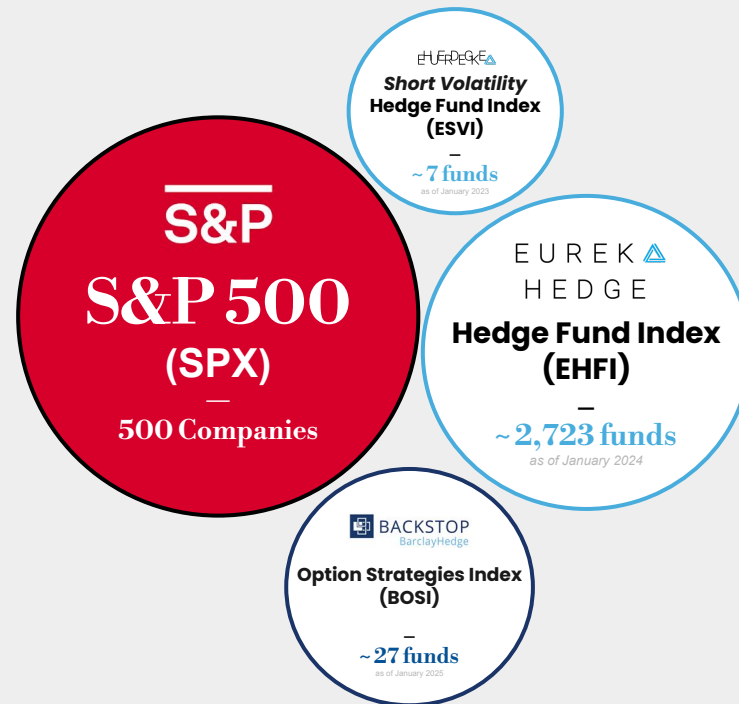 Short Volatility
Hedge Fund Index
(ESVI)
–
~7 funds
as of January 2023
S&P
S&P 500
(SPX)
—
500 Companies
EUREK
HEDGE
Hedge Fund Index
(EHFI)
–
~2,723 funds
as of January 2024
BACKSTOP
BarclayHedge
Option Strategies Index
(BOSI)
–
~27 funds
as of January 2025